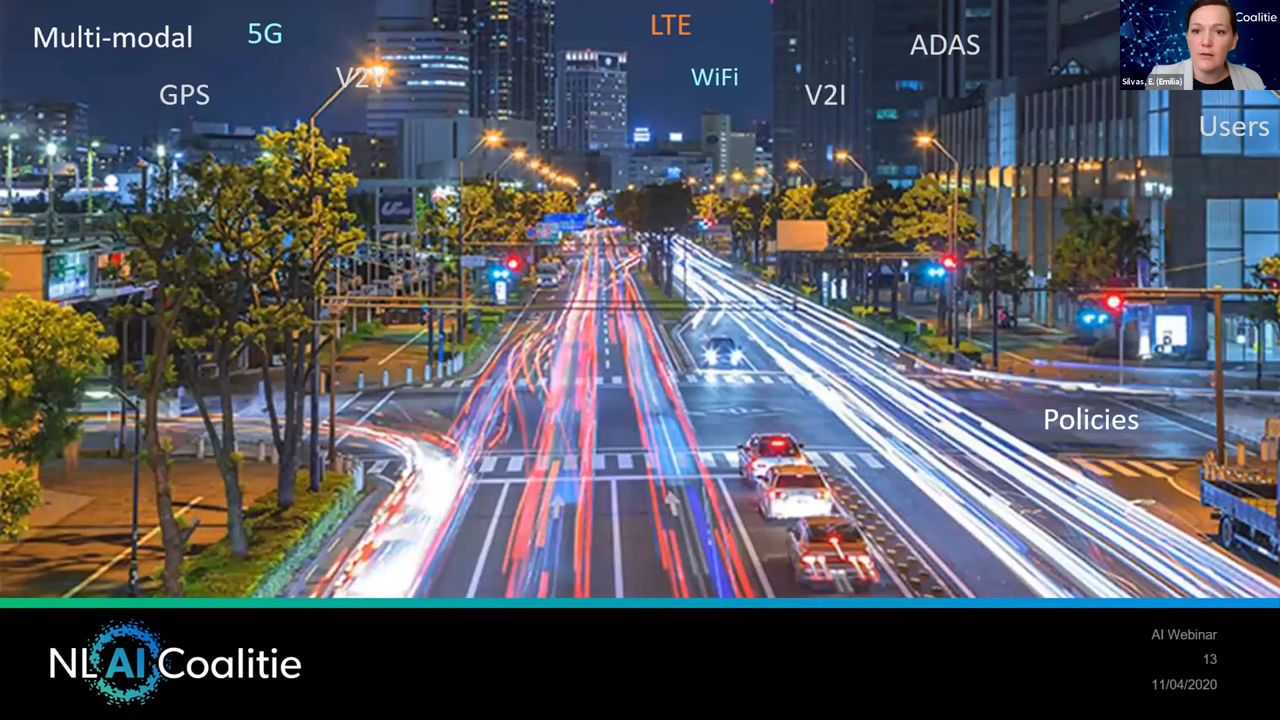 Multi-modal
5G
LTE
ADAS
Coalitie
V2V
WiFi
GPS
V2I
Silvas, E. (Emilia)
Users
Policies
NL AI Coalitie
AI Webinar
13
11/04/2020